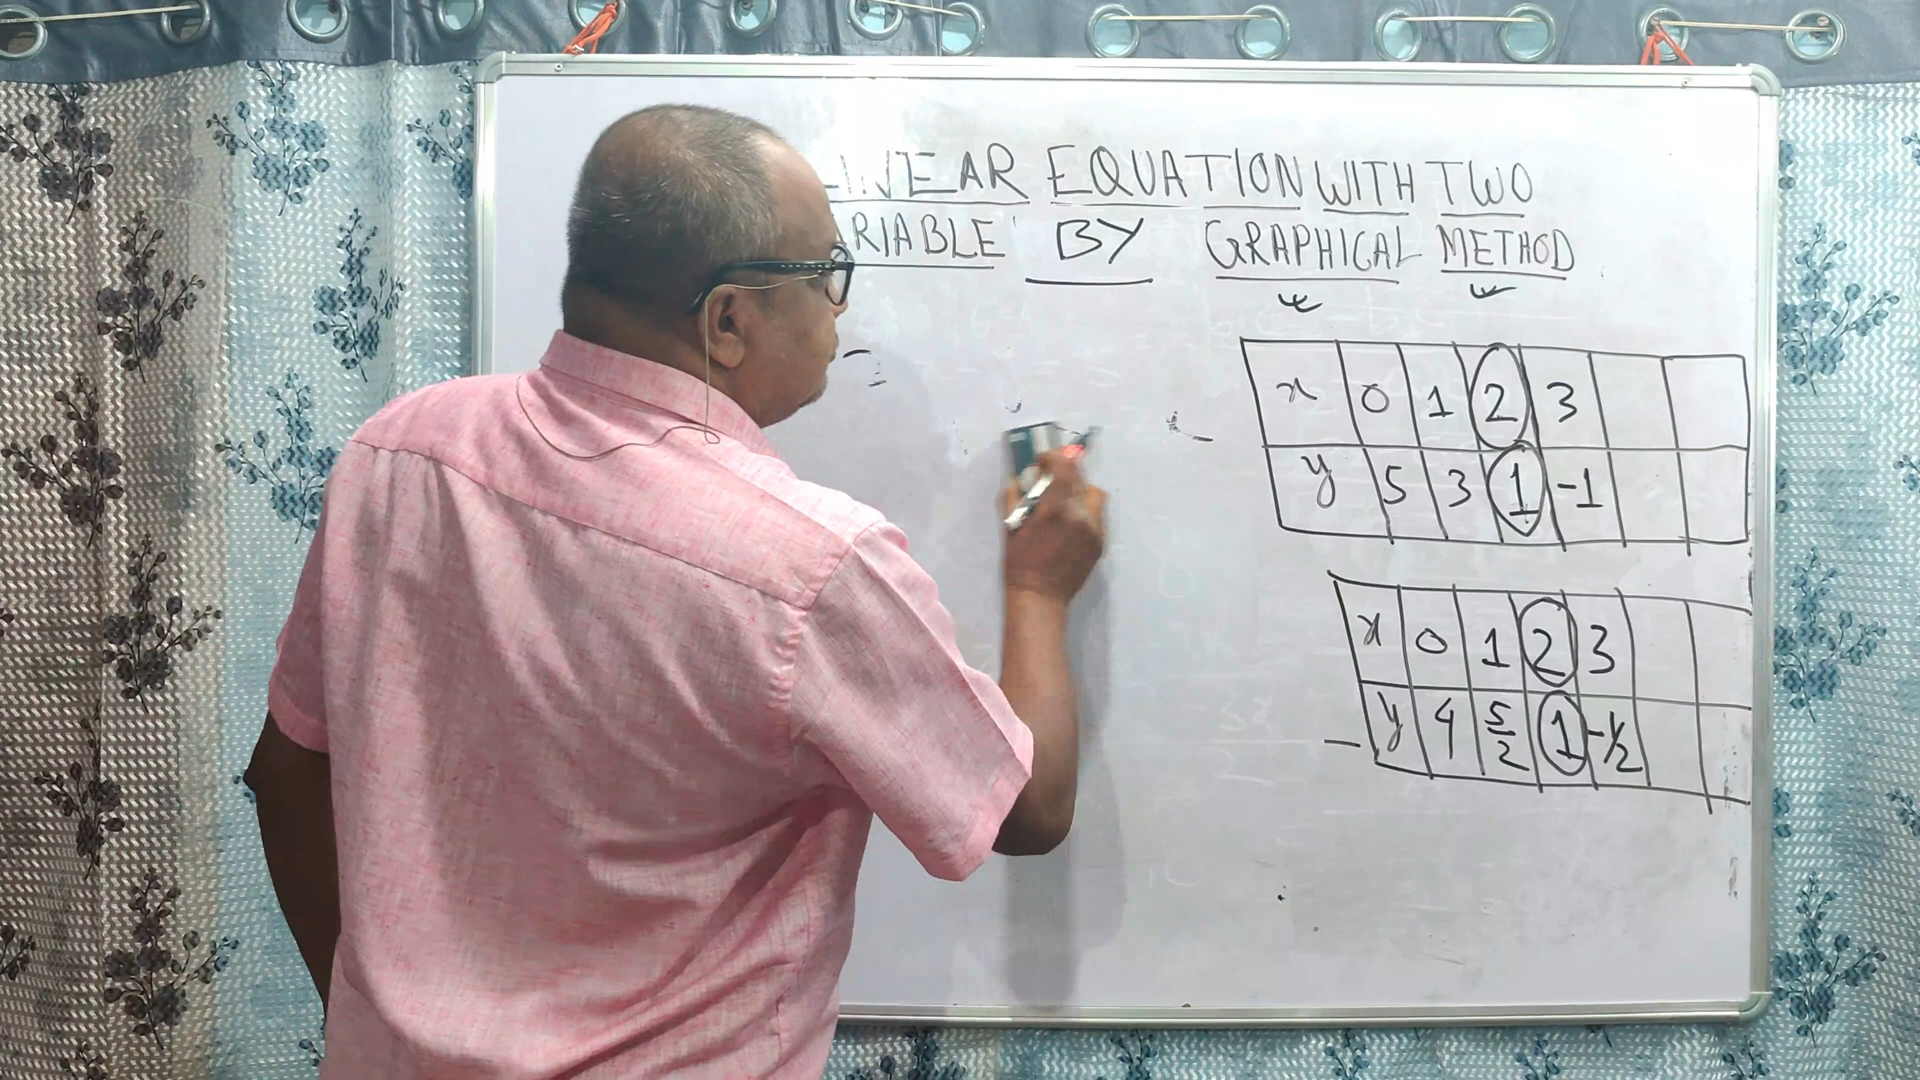 LINEAR EQUATION WITH TWO
RIABLE BY GRAPHICAL METHOD
x 0 1 2 3
y 5 3 1 -1
x 0 1 2 3
y 4 5/2 1 -1/2